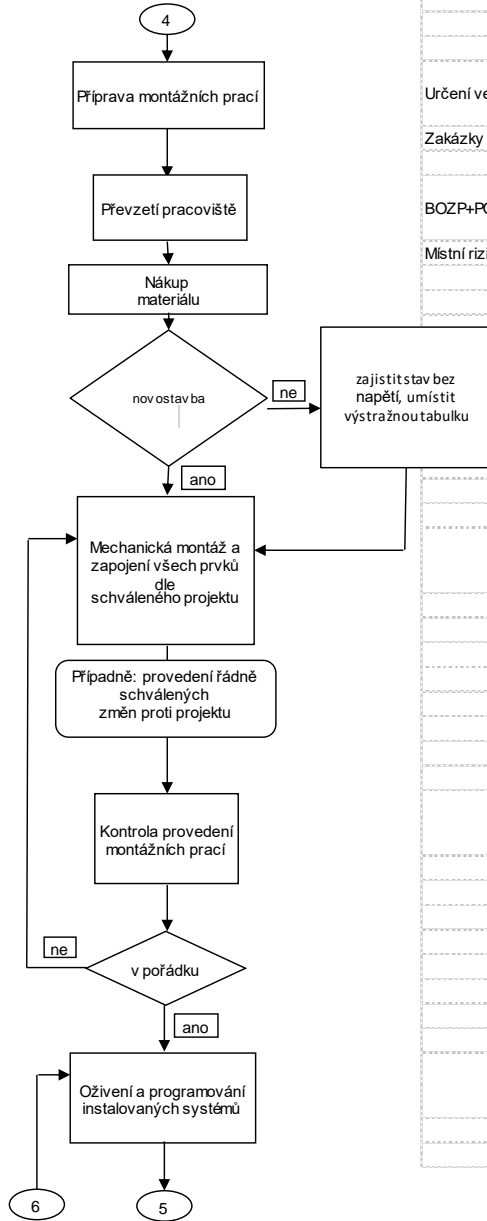 4
Příprava montážních prací
Převzetí pracoviště
Nákup
materiálu
novostavba
ne
zajistit stav bez
napětí, umístit
výstražnou tabulku
ano
Mechanická montáž a
zapojení všech prvků
dle
schváleného projektu
Případně: provedení řádně
schválených
změn proti projektu
Kontrola provedení
montážních prací
ne
v pořádku
ano
Oživení a programování
instalovaných systémů
6
5
Určení
Zakázky
Místní